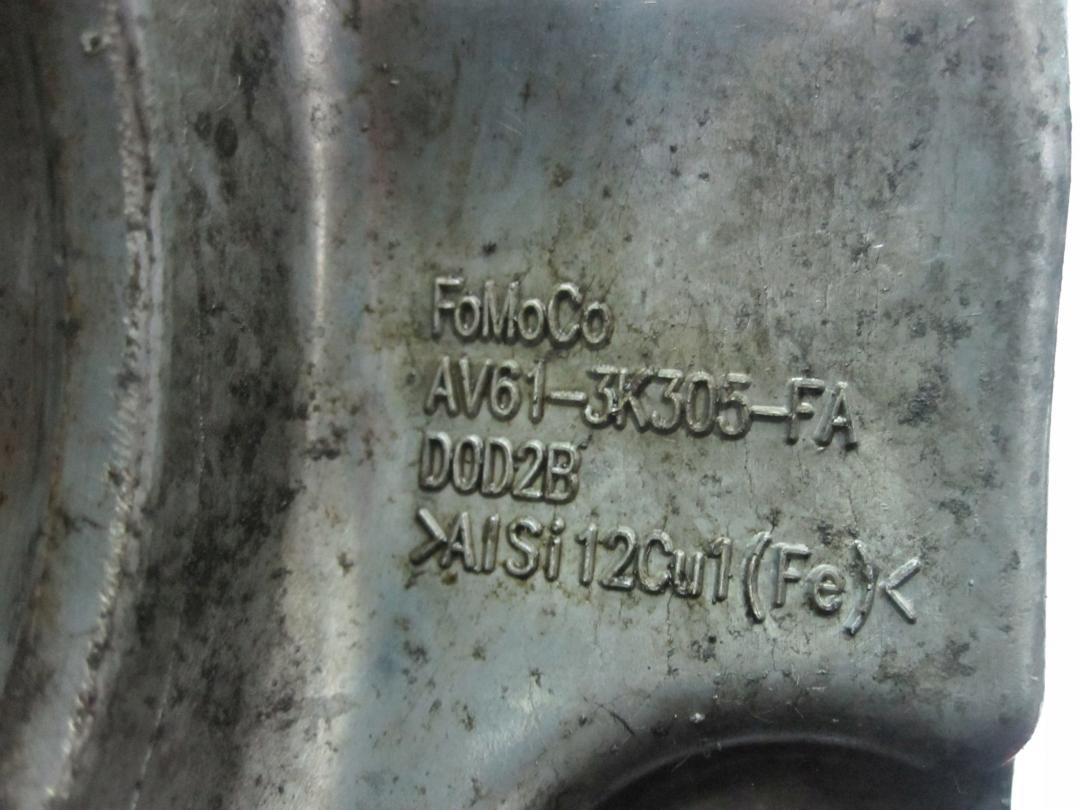 FoMoCo
AV61-3K305-FA
D0D2B
>AlSi12Cu1(Fe)<